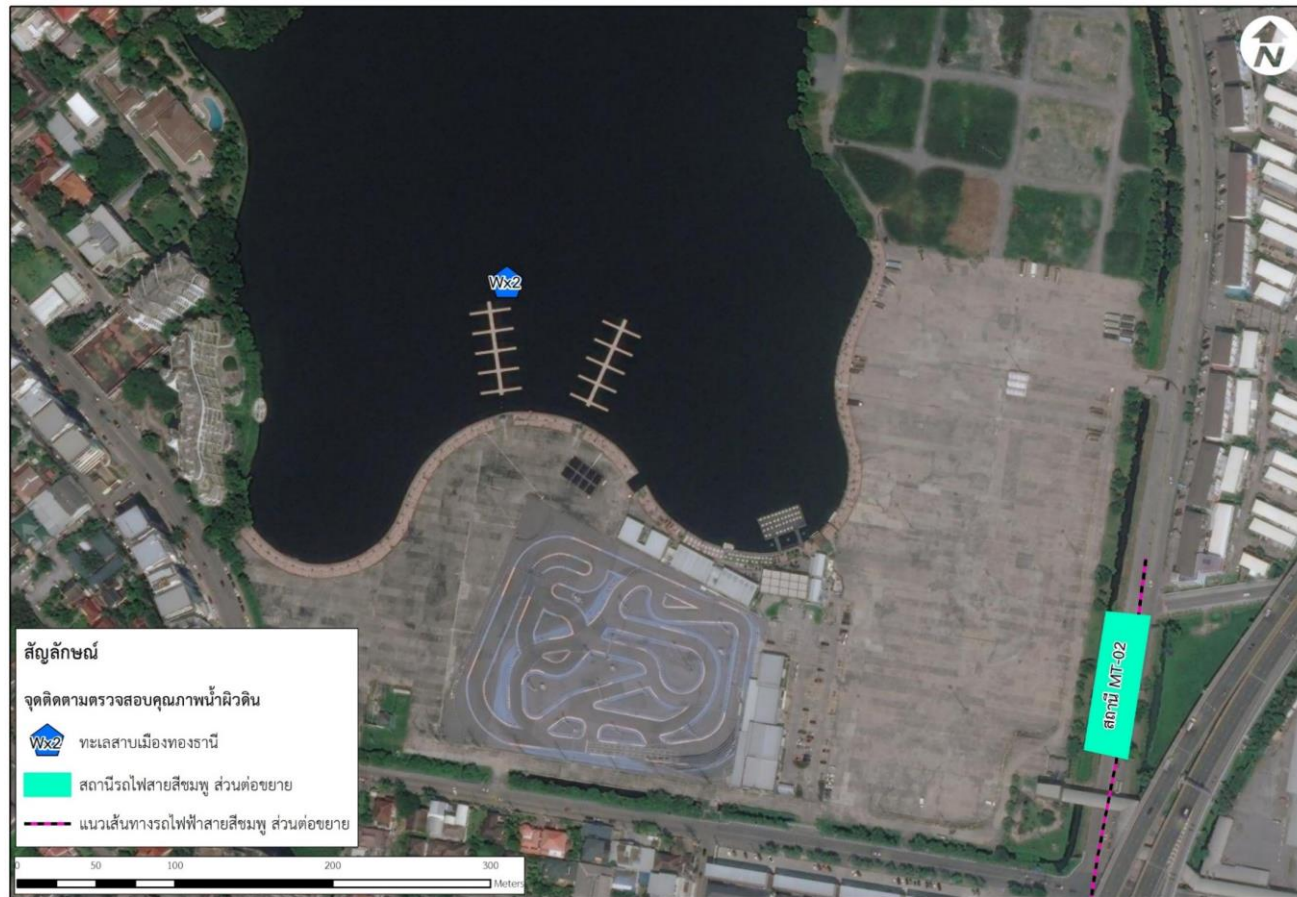 N
Wx2
สถานี MT-02
สัญลักษณ์
จุดติดตามตรวจสอบคุณภาพน้ำผิวดิน
Wx2 ทะเลสาบเมืองทองธานี
สถานีรถไฟสายสีชมพู ส่วนต่อขยาย
แนวเส้นทางรถไฟฟ้าสายสีชมพู ส่วนต่อขยาย
0 50 100 200 300
Meters